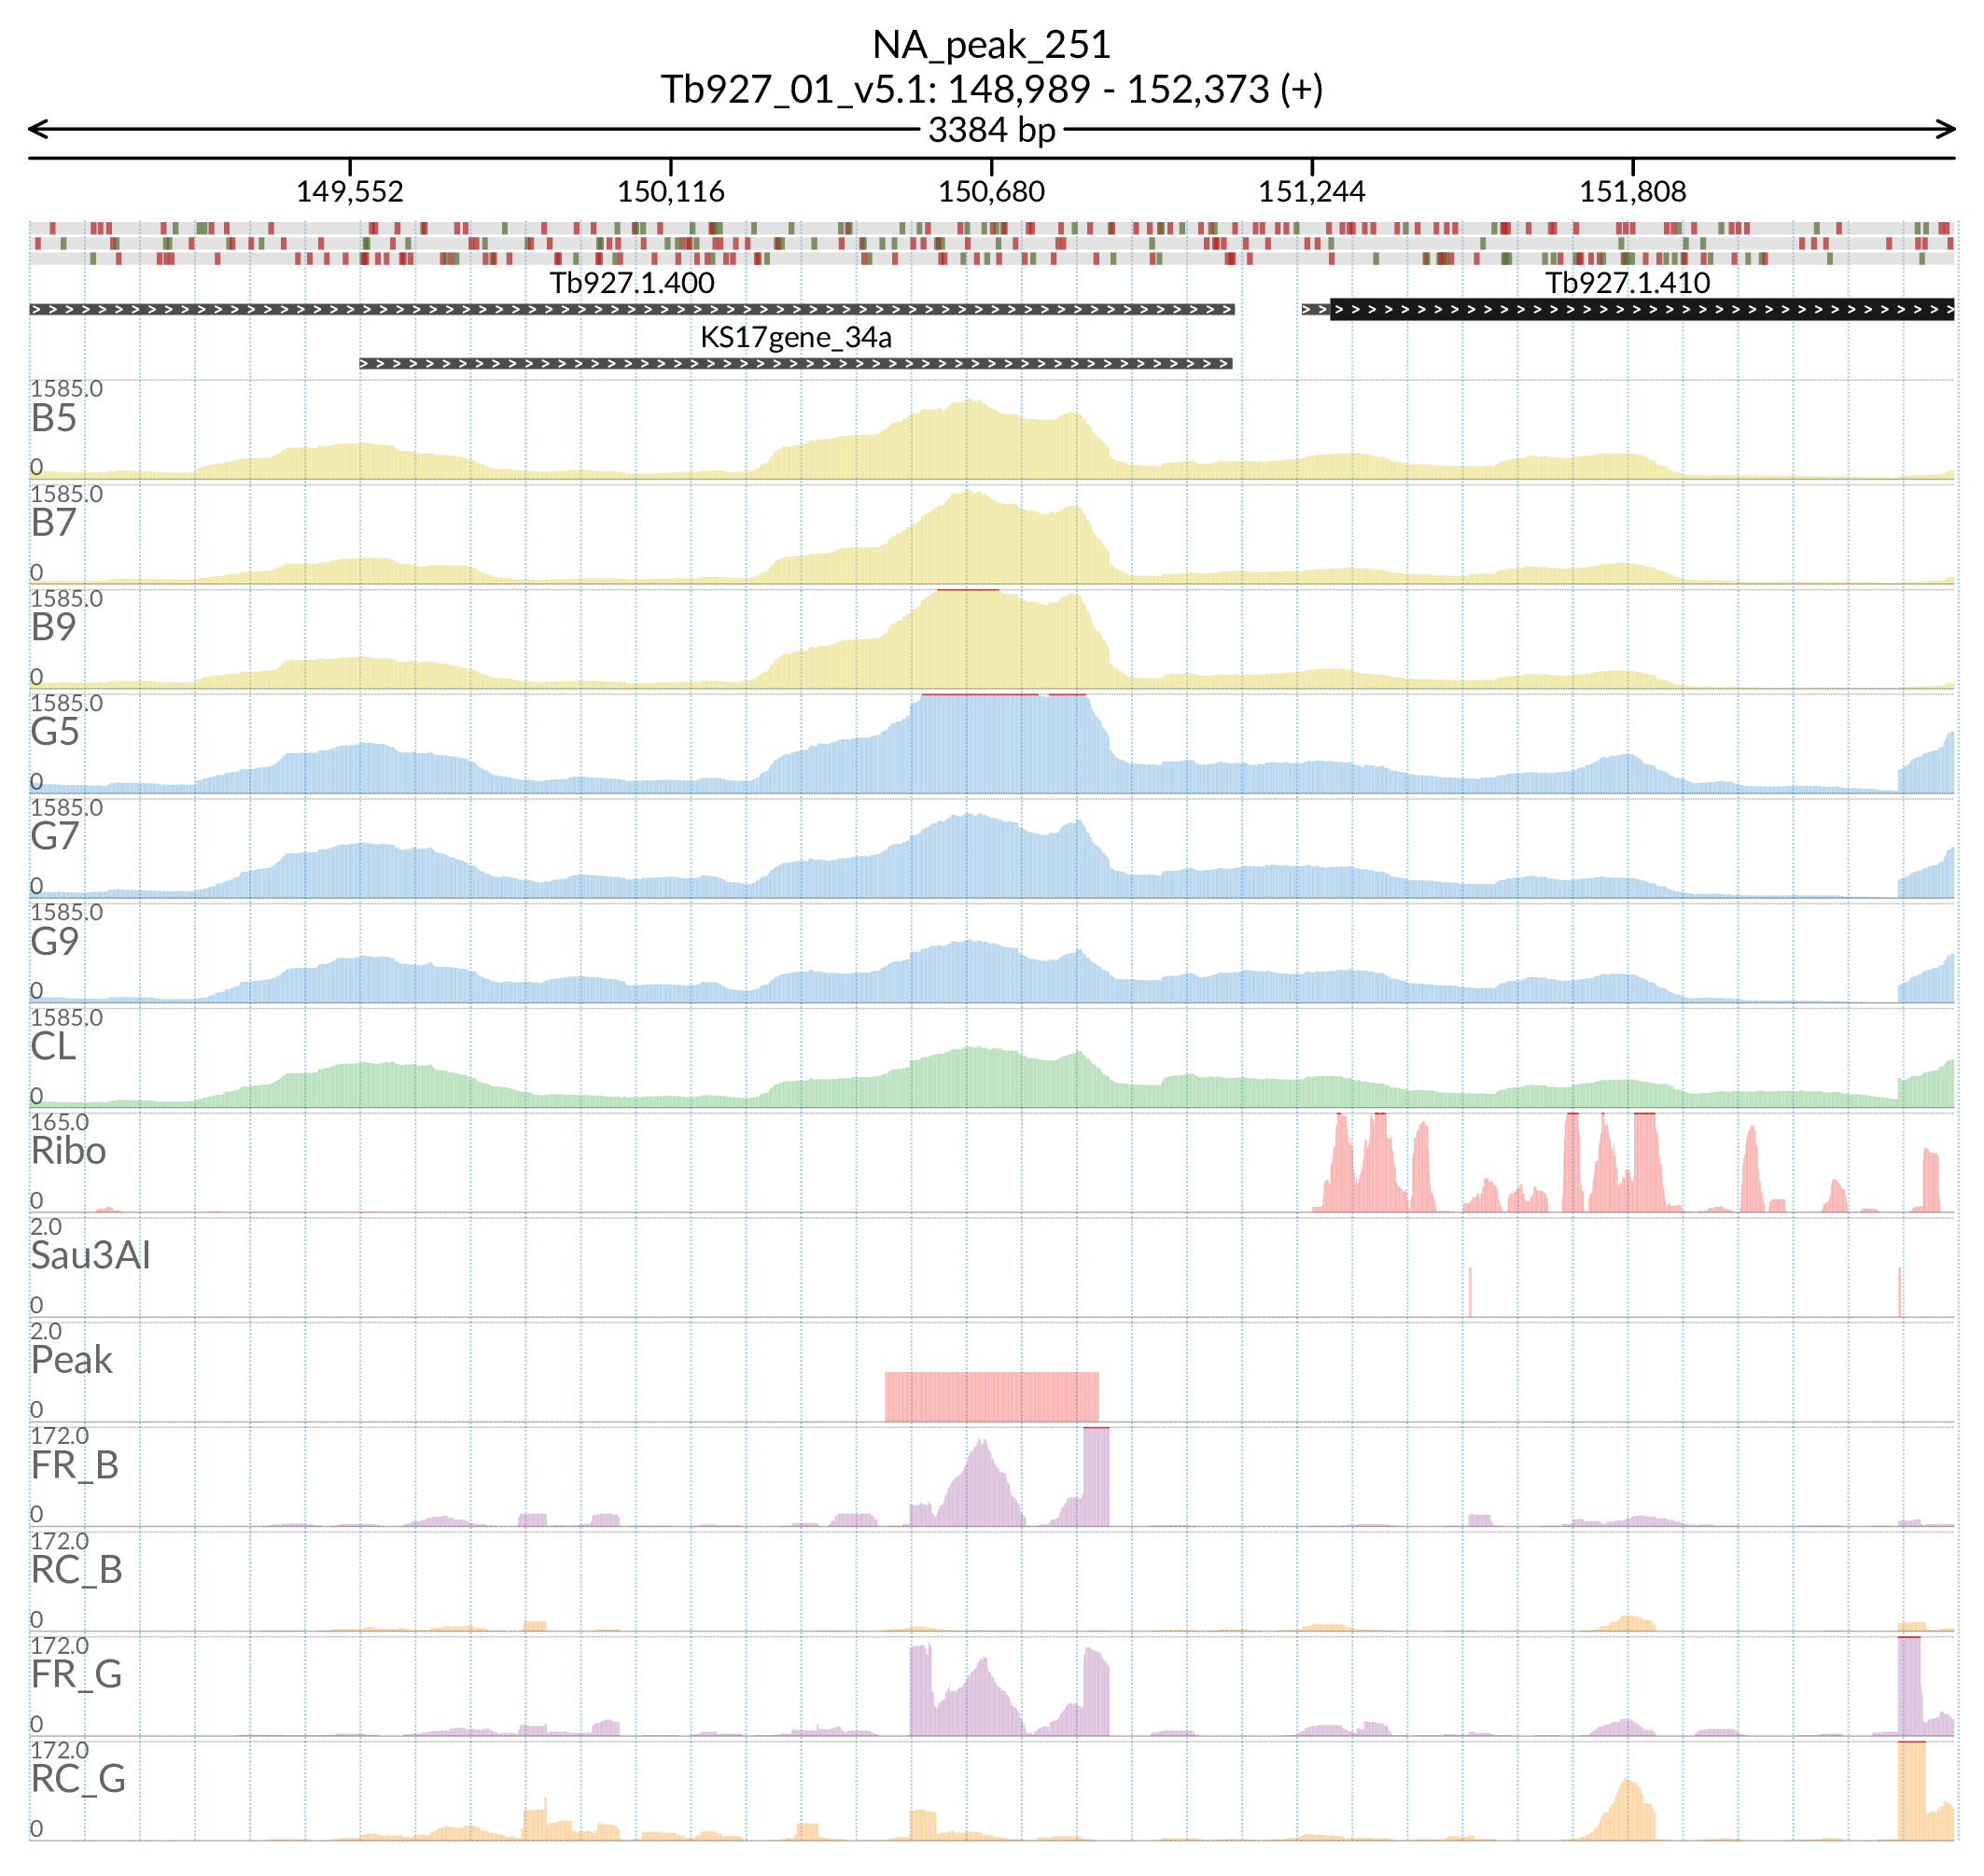 NA_peak_251
Tb927_01_v5.1: 148,989 - 152,373 (+)
3384 bp
149,552 150,116 150,680 151,244 151,808
Tb927.1.400 Tb927.1.410
KS17gene_34a
1585.0
B5
0
1585.0
B7
0
1585.0
B9
0
1585.0
G5
0
1585.0
G7
0
1585.0
G9
0
1585.0
CL
0
165.0
Ribo
0
2.0
Sau3AI
0
2.0
Peak
0
172.0
FR_B
0
172.0
RC_B
0
172.0
FR_G
0
172.0
RC_G
0